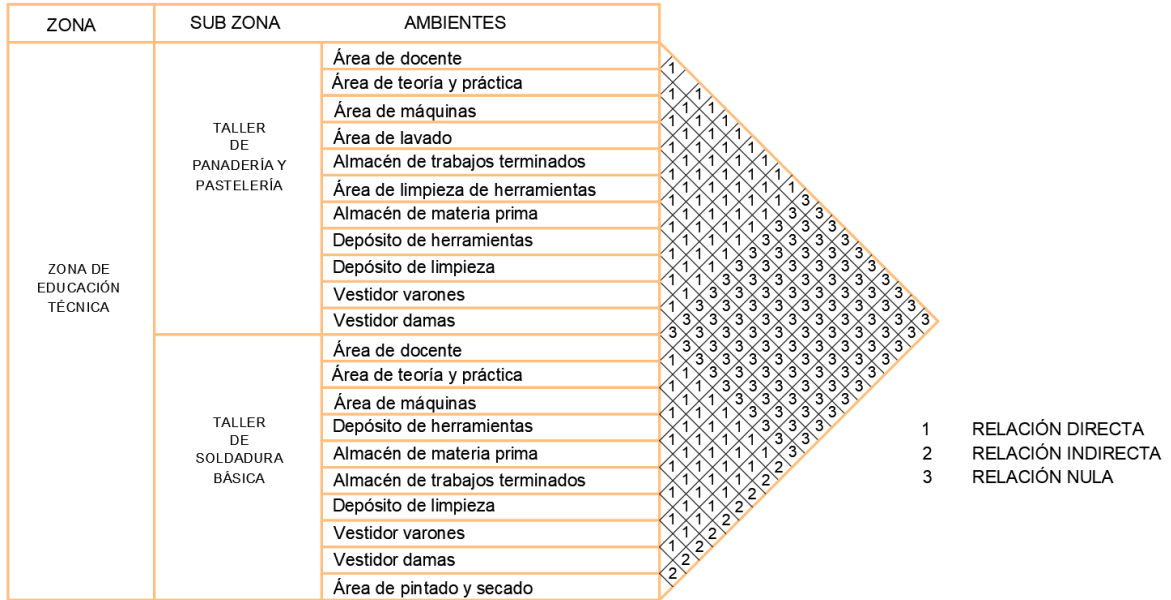 ZONA SUB ZONA AMBIENTES
ZONA DE
EDUCACIÓN
TÉCNICA
TALLER
DE
PANADERÍA Y
PASTELERÍA
Área de docente
Área de teoría y práctica
Área de máquinas
Área de lavado
Almacén de trabajos terminados
Área de limpieza de herramientas
Almacén de materia prima
Depósito de herramientas
Depósito de limpieza
Vestidor varones
Vestidor damas
TALLER
DE
SOLDADURA
BÁSICA
Área de docente
Área de teoría y práctica
Área de máquinas
Depósito de herramientas
Almacén de materia prima
Almacén de trabajos terminados
Depósito de limpieza
Vestidor varones
Vestidor damas
Área de pintado y secado
1 RELACIÓN DIRECTA
2 RELACIÓN INDIRECTA
3 RELACIÓN NULA